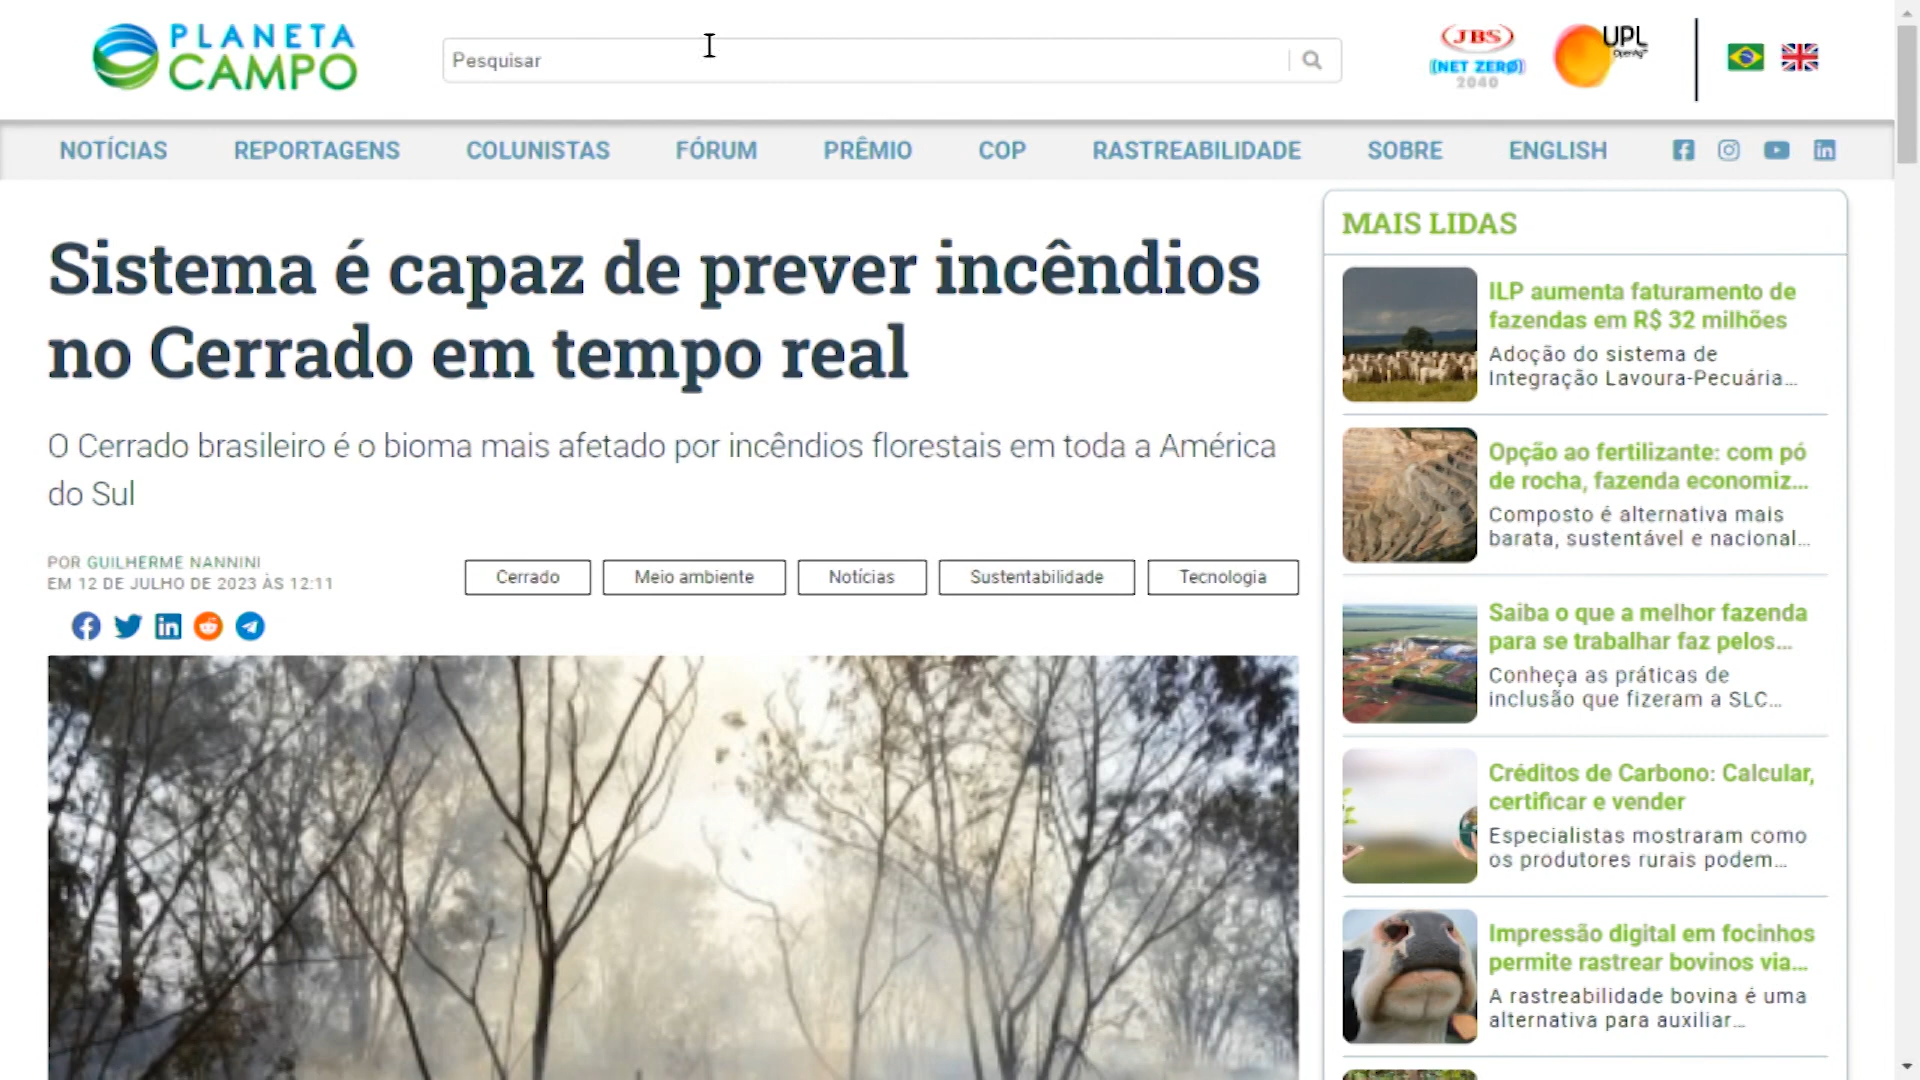 PLANETA
CAMPO
Pesquisar
JBS
(NET ZERO)
2040
UPL
OpenAg™
NOTÍCIAS
REPORTAGENS
COLUNISTAS
FÓRUM
PRÊMIO
COP
RASTREABILIDADE
SOBRE
ENGLISH
Sistema é capaz de prever incêndios
no Cerrado em tempo real
O Cerrado brasileiro é o bioma mais afetado por incêndios florestais em toda a América
do Sul
POR GUILHERME NANNINI
EM 12 DE JULHO DE 2023 ÀS 12:11
Cerrado
Meio ambiente
Notícias
Sustentabilidade
Tecnologia
MAIS LIDAS
ILP aumenta faturamento de
fazendas em R$ 32 milhões
Adoção do sistema de
Integração Lavoura-Pecuária...
Opção ao fertilizante: com pó
de rocha, fazenda economiz...
Composto é alternativa mais
barata, sustentável e nacional...
Saiba o que a melhor fazenda
para se trabalhar faz pelos...
Conheça as práticas de
inclusão que fizeram a SLC...
Créditos de Carbono: Calcular,
certificar e vender
Especialistas mostraram como
os produtores rurais podem...
Impressão digital em focinhos
permite rastrear bovinos via...
A rastreabilidade bovina é uma
alternativa para auxiliar...